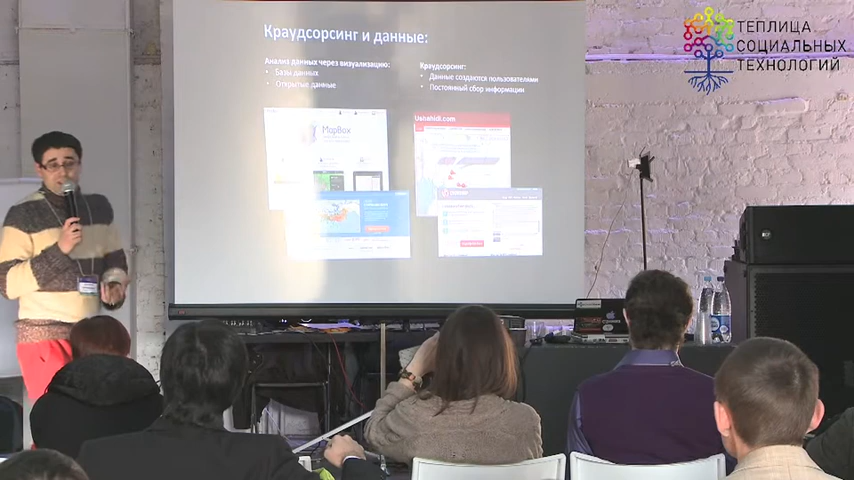 Краудсорсинг и данные:
ТЕПЛИЦА
СОЦИАЛЬНЫХ
ТЕХНОЛОГИЙ
Анализ данных через визуализацию:
• Базы данных
• Открытые данные
Краудсорсинг:
• Данные создаются пользователями
• Постоянный сбор информации
MapBox
Ushahidi.com